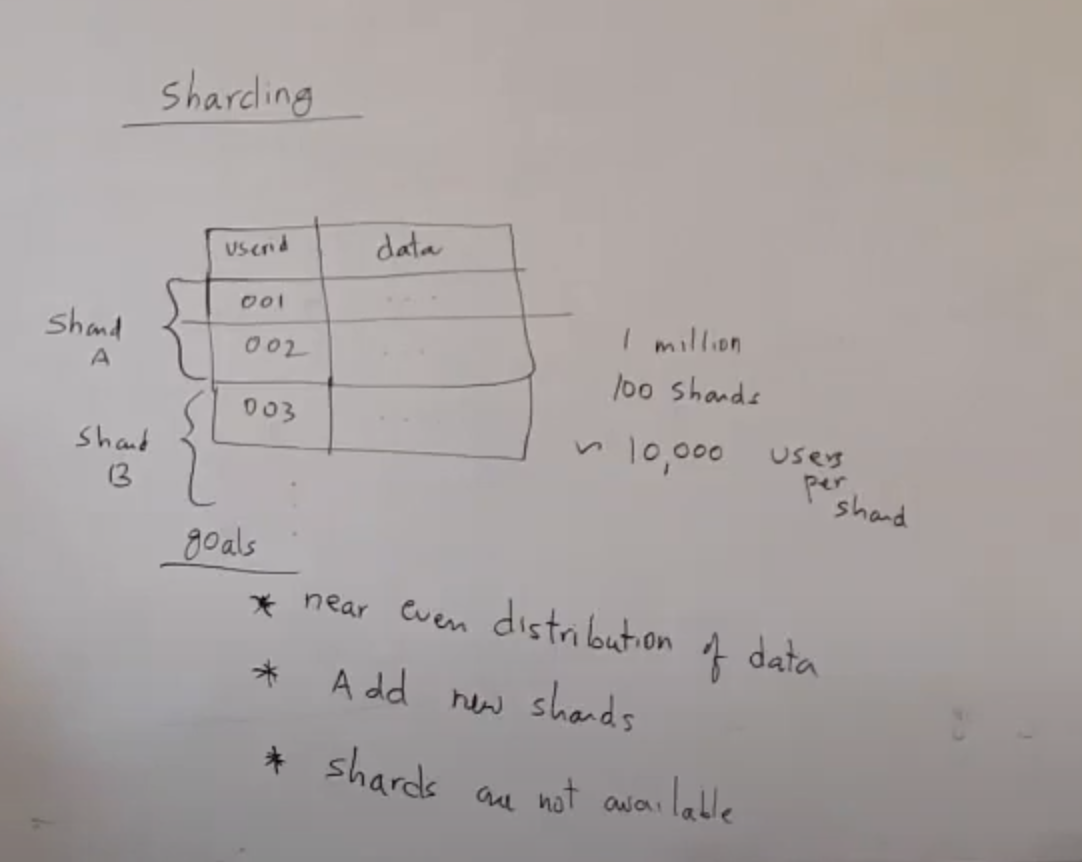 Sharding
userid data
001 ...
Shard
A
002 ...
003 ...
Shard
B
1 million
100 Shards
~ 10,000 users
per
shard
goals
* near even distribution of data
* Add new shards
* shards are not available